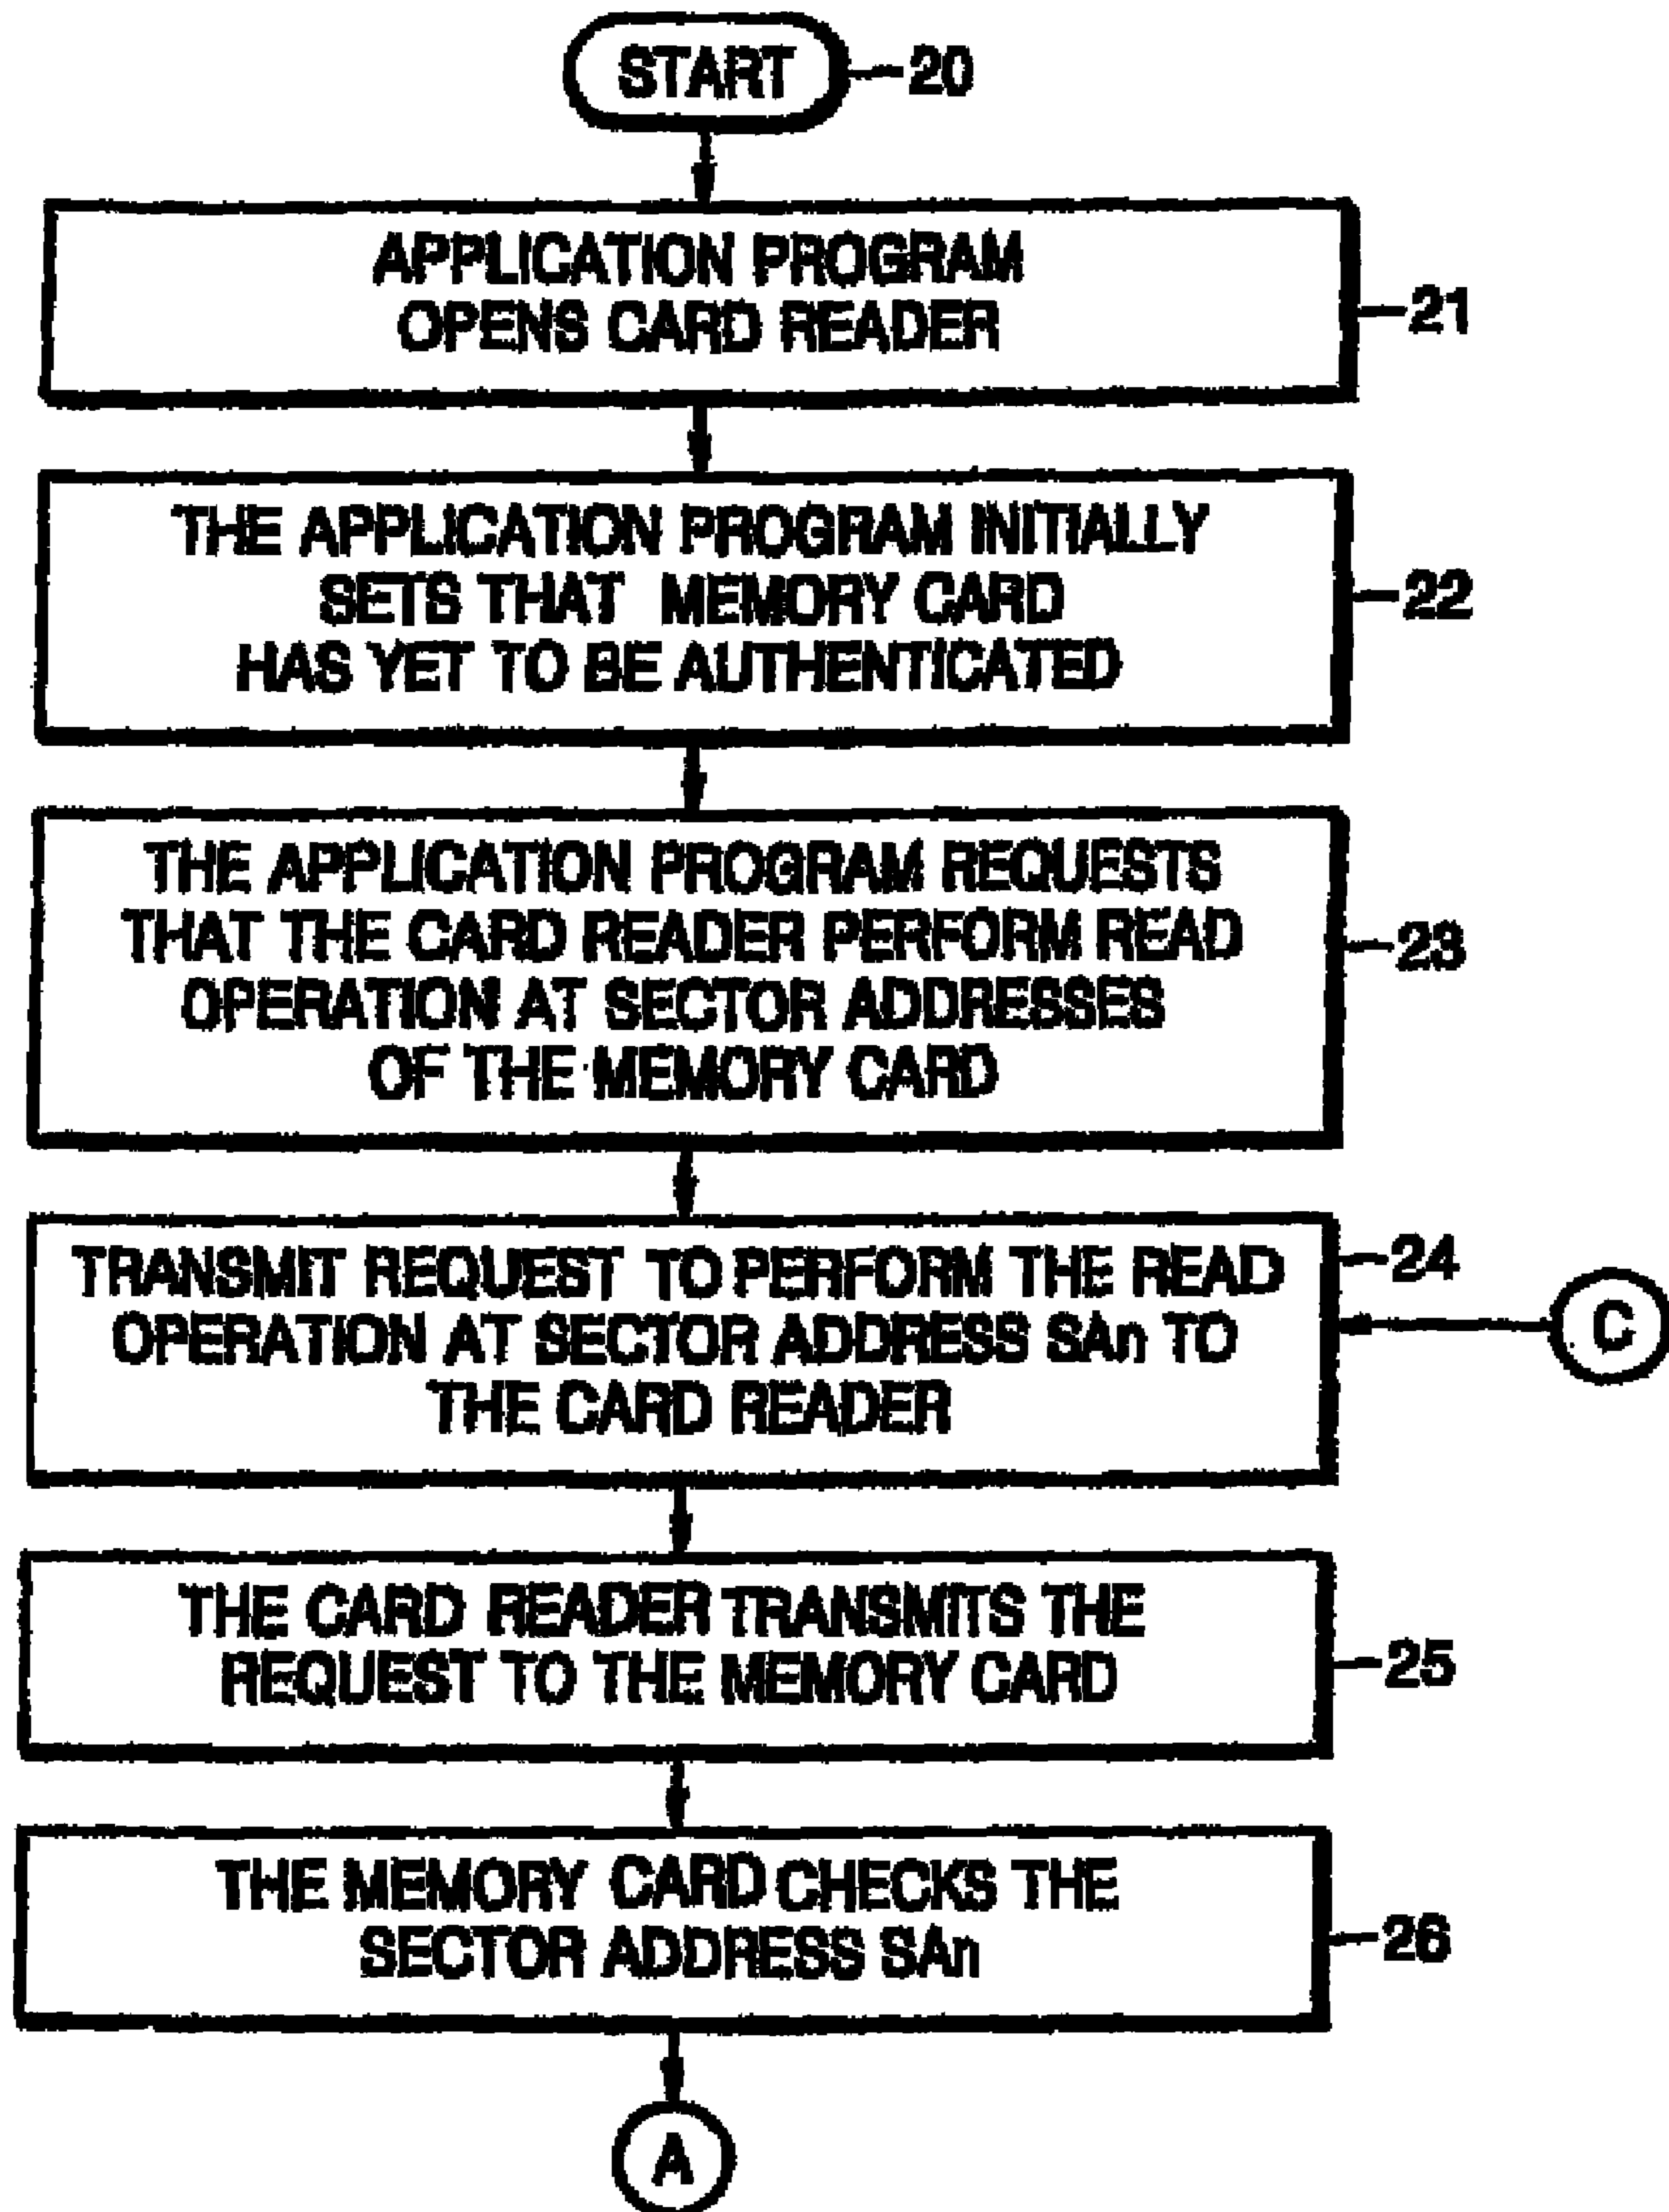 START
20
APPLICATION PROGRAM
OPENS CARD READER
21
THE APPLICATION PROGRAM INITIALLY
SETS THAT MEMORY CARD
HAS YET TO BE AUTHENTICATED
22
THE APPLICATION PROGRAM REQUESTS
THAT THE CARD READER PERFORM READ
OPERATION AT SECTOR ADDRESSES
OF THE MEMORY CARD
23
TRANSMIT REQUEST TO PERFORM THE READ
OPERATION AT SECTOR ADDRESS SAn TO
THE CARD READER
24
C
THE CARD READER TRANSMITS THE
REQUEST TO THE MEMORY CARD
25
THE MEMORY CARD CHECKS THE
SECTOR ADDRESS SAn
26
A